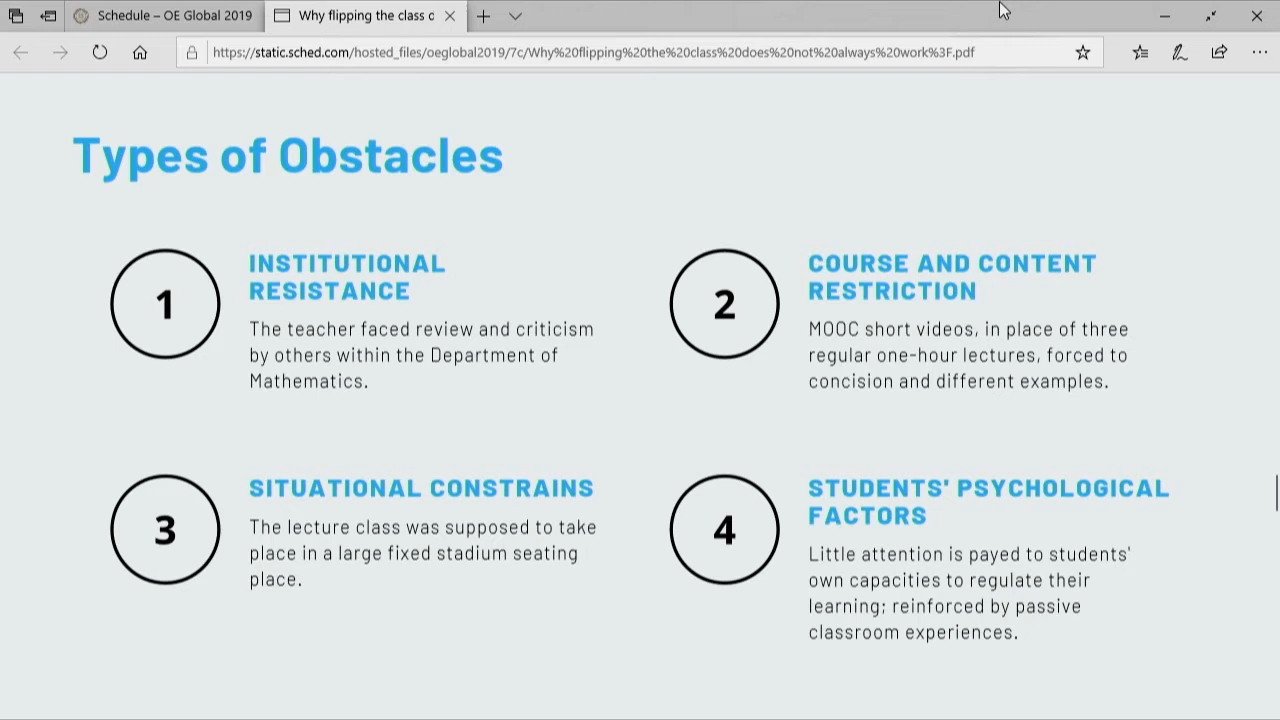 Schedule – OE Global 2019
Why flipping the class d
https://static.sched.com/hosted_files/oeglobal2019/7c/Why%20flipping%20the%20class%20does%20not%20always%20work%3F.pdf
Types of Obstacles
1
INSTITUTIONAL
RESISTANCE
The teacher faced review and criticism
by others within the Department of
Mathematics.
2
COURSE AND CONTENT
RESTRICTION
MOOC short videos, in place of three
regular one-hour lectures, forced to
concision and different examples.
3
SITUATIONAL CONSTRAINS
The lecture class was supposed to take
place in a large fixed stadium seating
place.
4
STUDENTS' PSYCHOLOGICAL
FACTORS
Little attention is payed to students'
own capacities to regulate their
learning; reinforced by passive
classroom experiences.